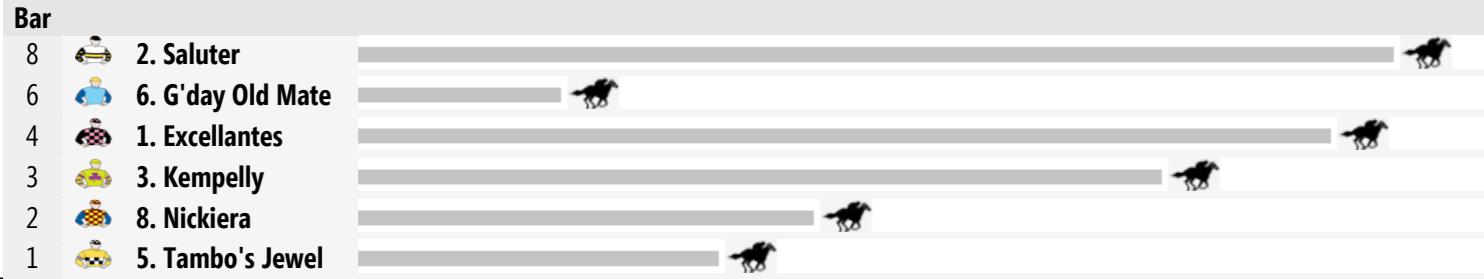 Bar
8 2. Saluter
6 6. G'day Old Mate
4 1. Excellantes
3 3. Kempelly
2 8. Nickiera
1 5. Tambo's Jewel